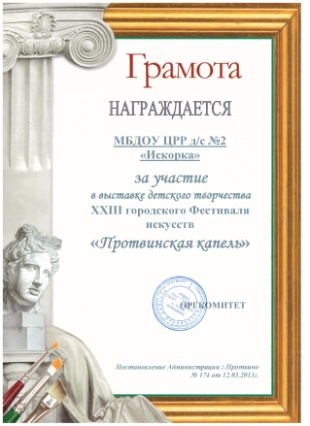 Грамота
НАГРАЖДАЕТСЯ
МБДОУ ЦРР д/с №2
«Искорка»
за участие
в выставке детского творчества
XXIII городского Фестиваля
искусств
«Протвинская капель»
ОРГКОМИТЕТ
Постановление Администрации г.Протвино
№ 174 от 12.03.2013г.